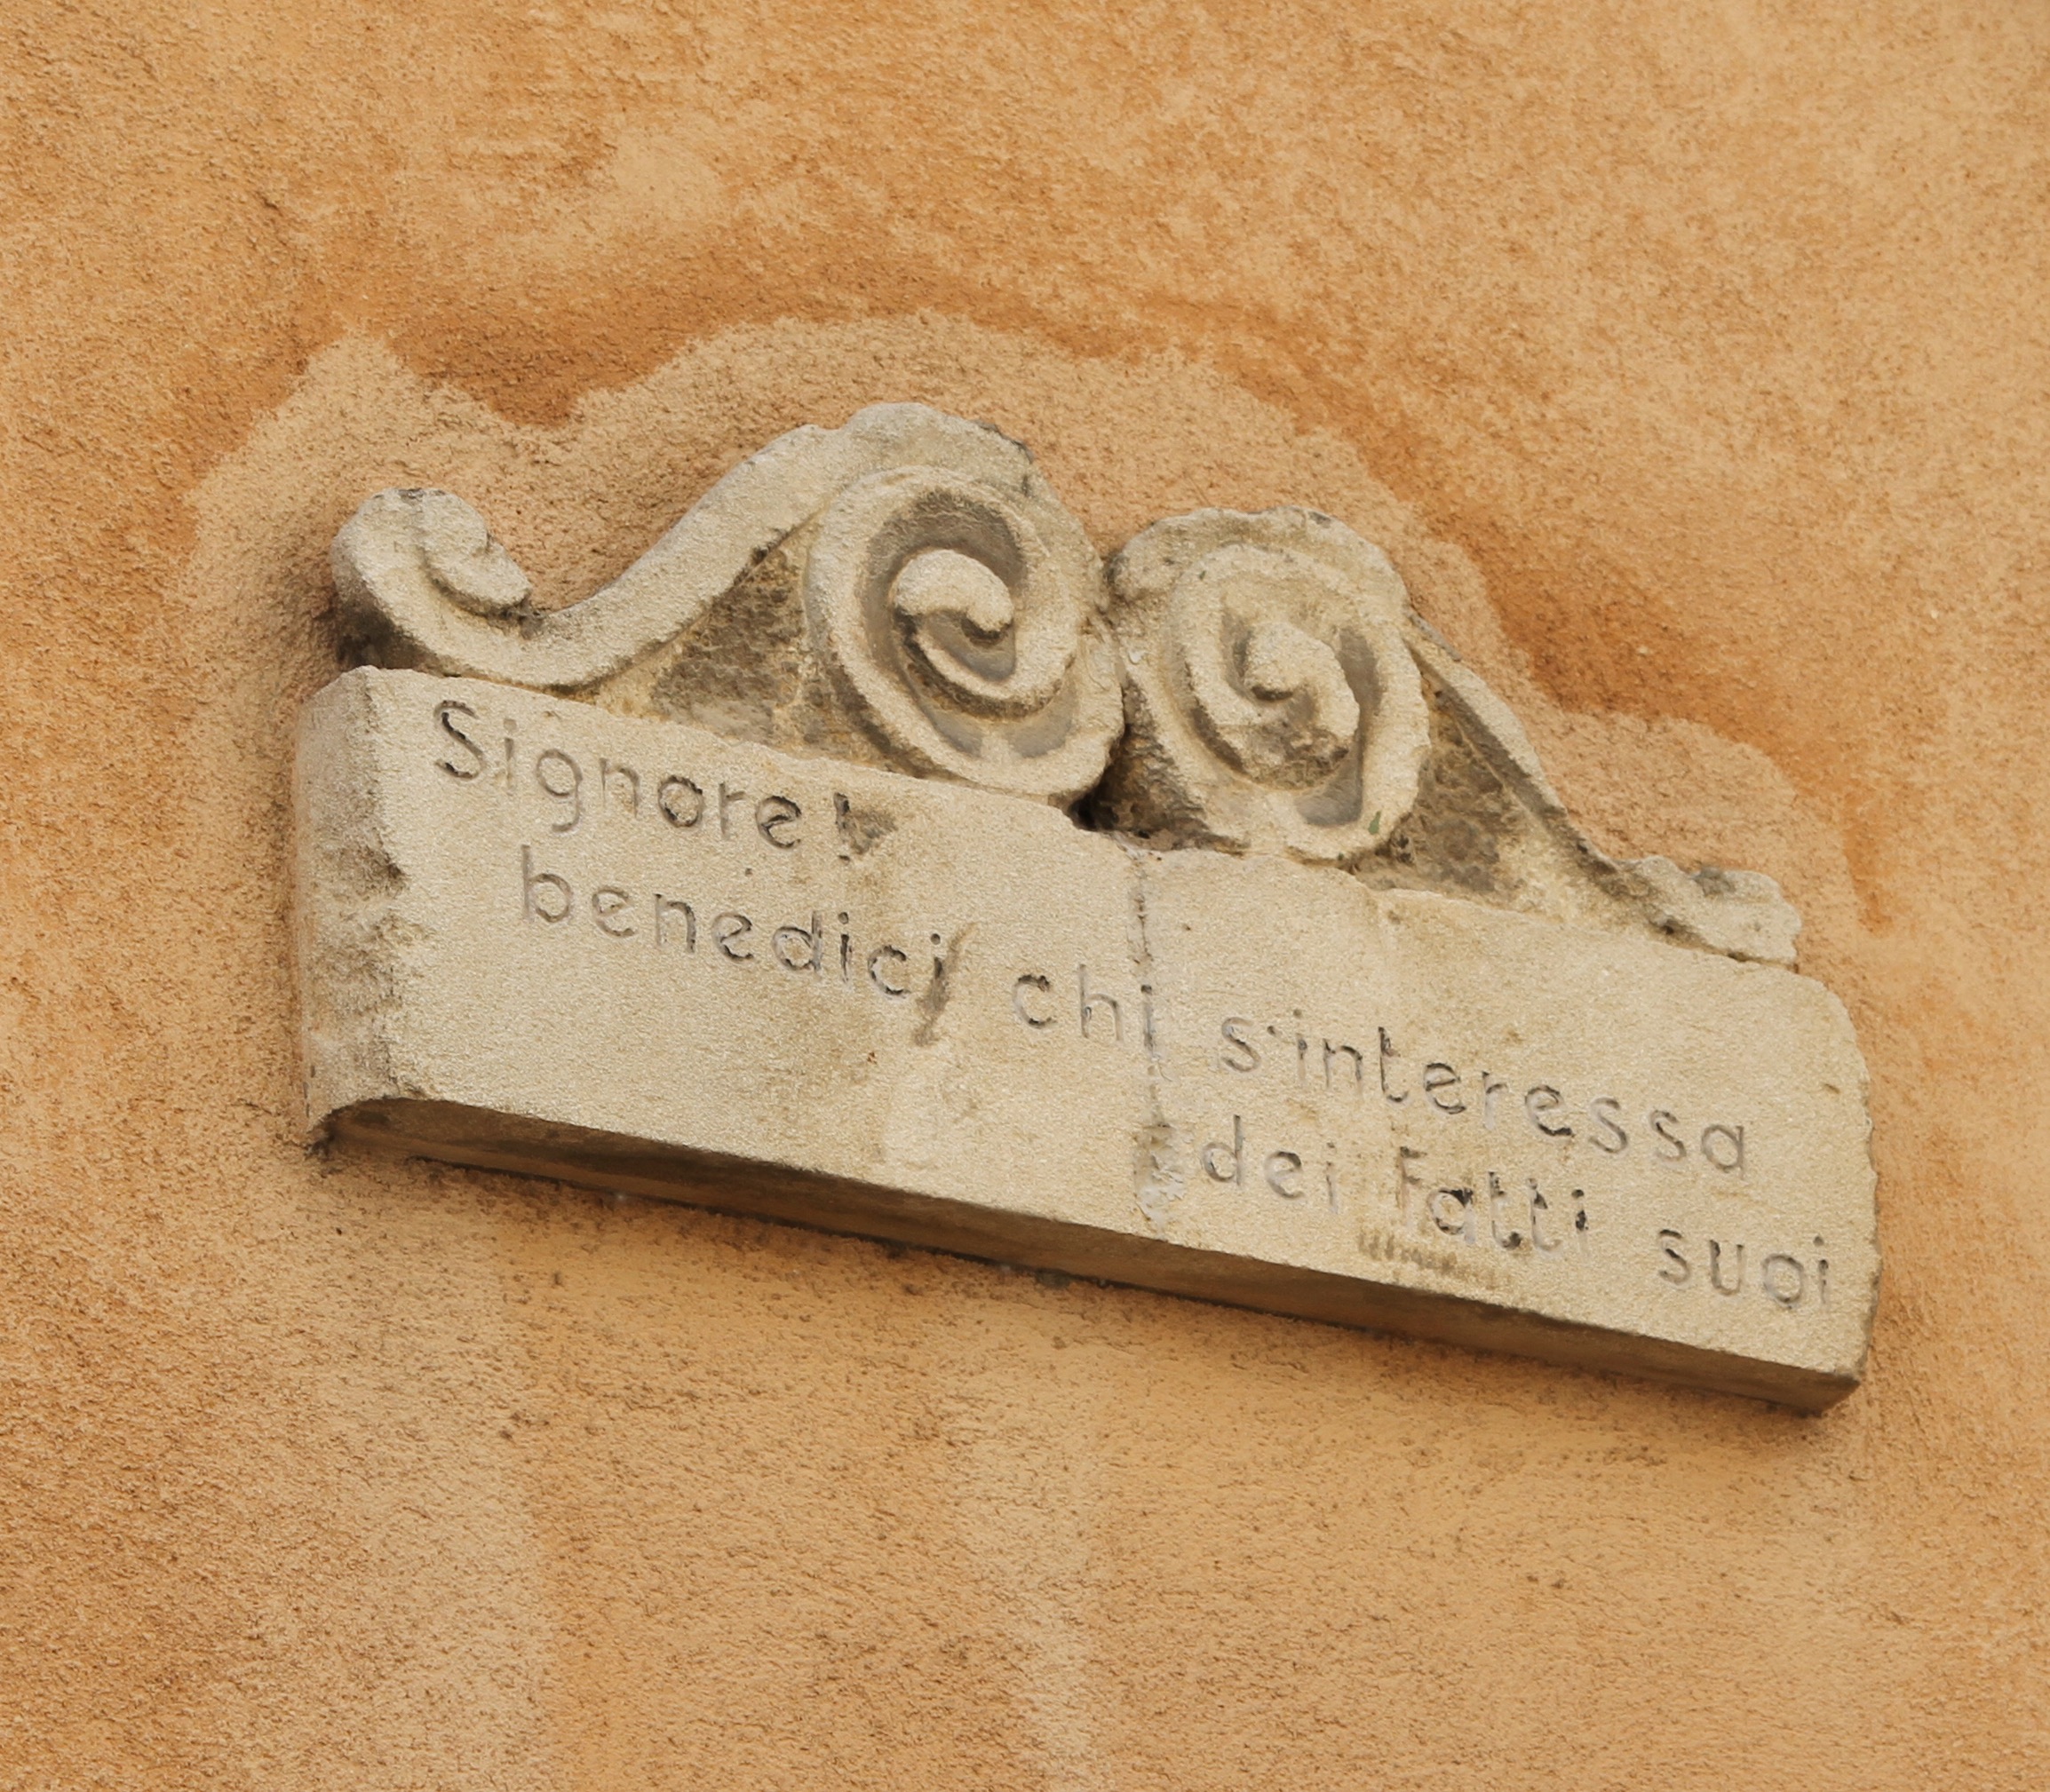 Signore!
benedici chi s'interessa
dei fatti suoi